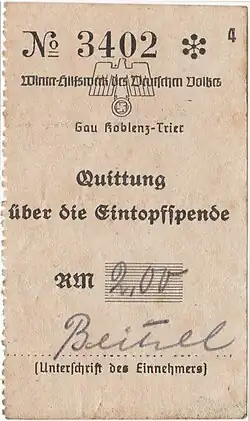 № 3402 * 4
Winter-Hilfswerk des Deutschen Volkes
Gau Koblenz-Trier
Quittung
über die Eintopfspende
RM 2,00
(Unterschrift des Einnehmers)